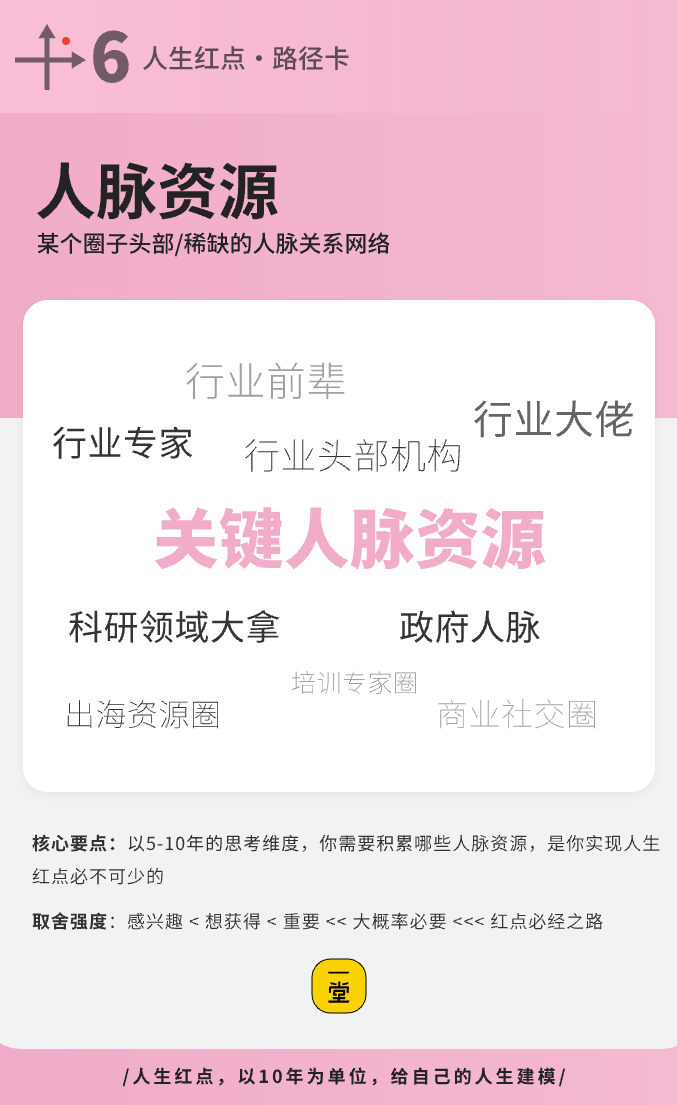 6 人生红点·路径卡
人脉资源
某个圈子头部/稀缺的人脉关系网络
行业前辈
行业大佬
行业专家
行业头部机构
关键人脉资源
科研领域大拿
政府人脉
培训专家圈
出海资源圈
商业社交圈
核心要点：以5-10年的思考维度，你需要积累哪些人脉资源，是你实现人生
红点必不可少的
取舍强度：感兴趣 < 想获得 < 重要 << 大概率必要 <<< 红点必经之路
一堂
/人生红点，以10年为单位，给自己的人生建模/